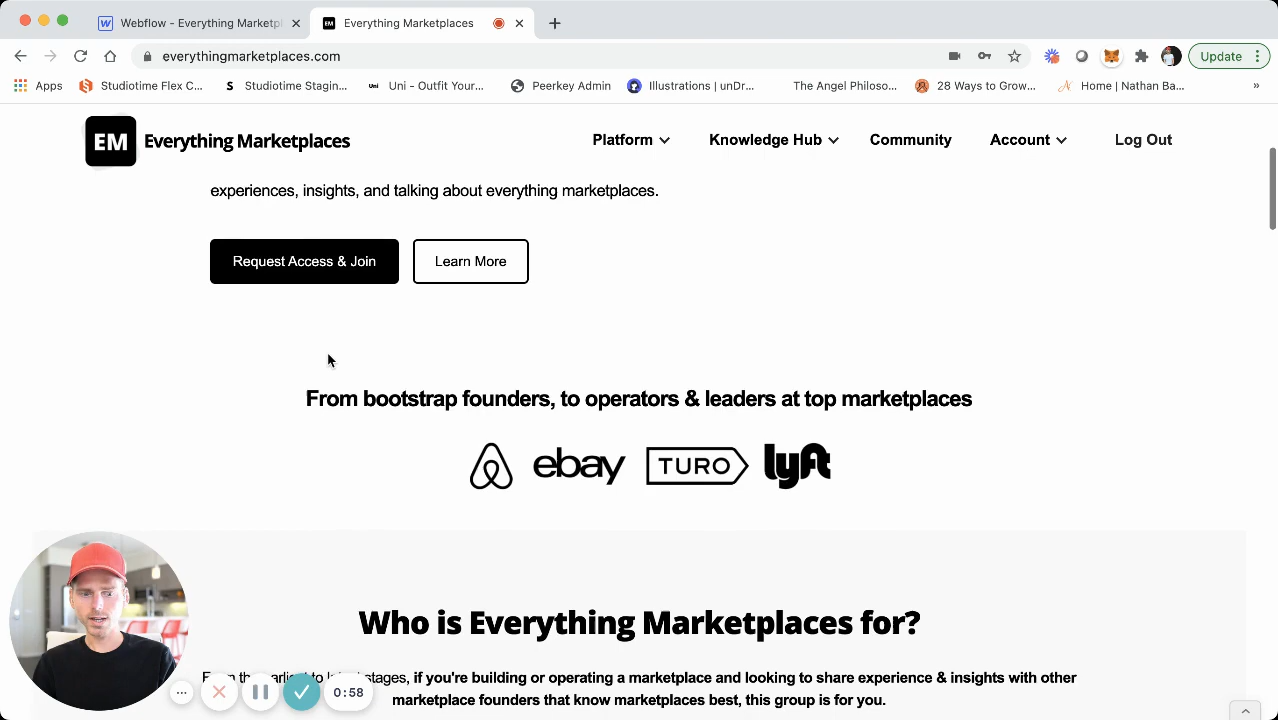 Webflow - Everything Marketpl
Everything Marketplaces
everythingmarketplaces.com
Update
Apps
Studiotime Flex C...
Studiotime Stagin...
Uni
Uni - Outfit Your...
Peerkey Admin
Illustrations | unDr...
The Angel Philoso...
28 Ways to Grow...
Home | Nathan Ba...
»
EM Everything Marketplaces
Platform
Knowledge Hub
Community
Account
Log Out
experiences, insights, and talking about everything marketplaces.
Request Access & Join
Learn More
From bootstrap founders, to operators & leaders at top marketplaces
ebay
TURO
lyft
Who is Everything Marketplaces for?
stages, if you're building or operating a marketplace and looking to share experience & insights with other
marketplace founders that know marketplaces best, this group is for you.
0:58